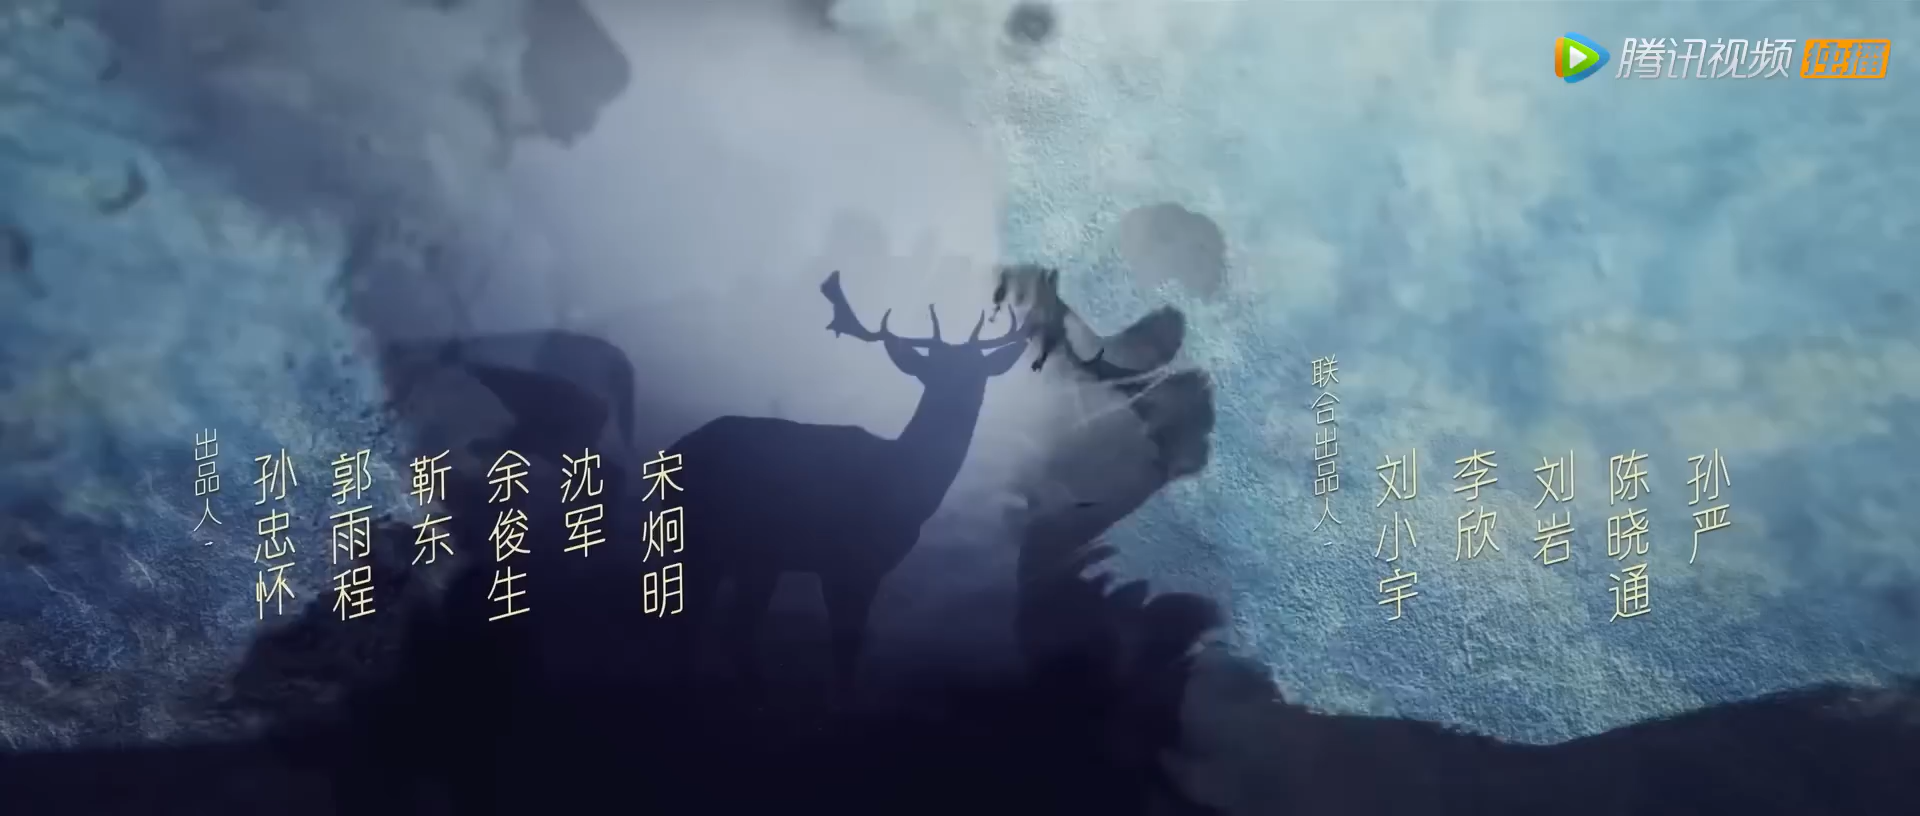 腾讯视频 独播
出品人
孙忠怀
郭雨程
靳东
余俊生
沈军
宋炯明
联合出品人
刘小宇
李欣
刘岩
陈晓通
孙严